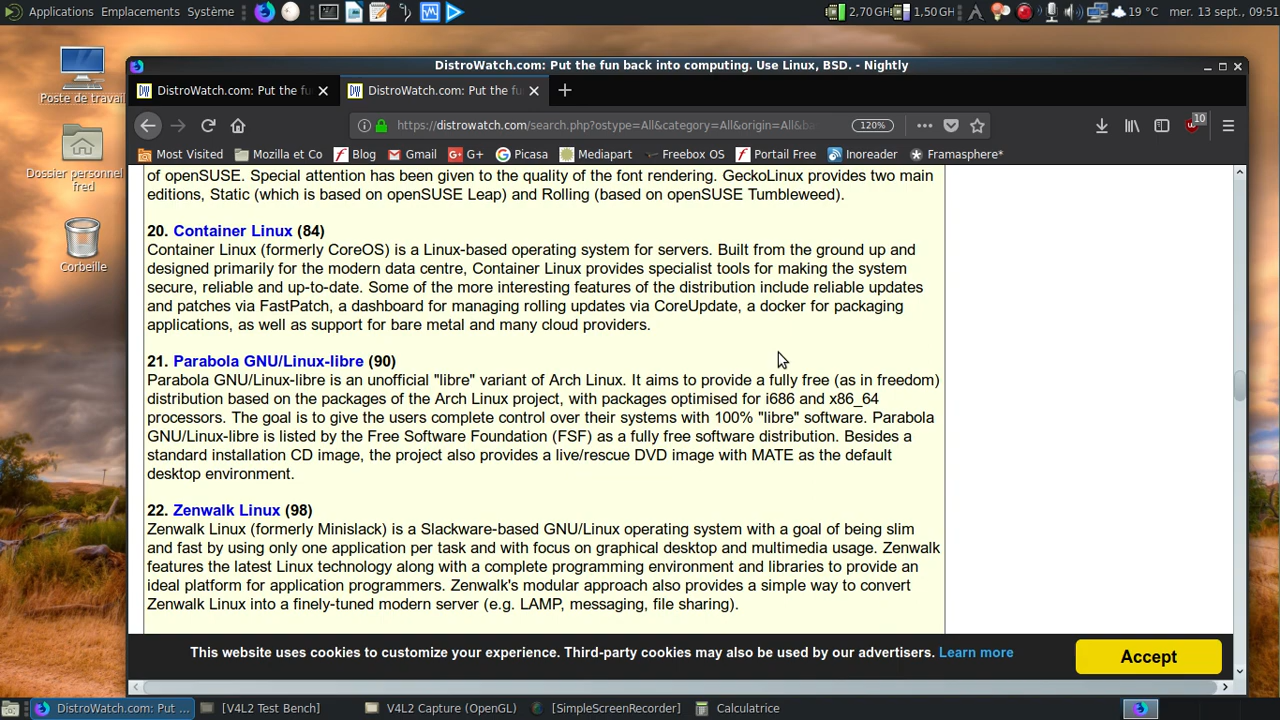 Applications Emplacements Système
2,70 GH 1,50 GH 19 °C mer. 13 sept., 09:51
Poste de travail
Dossier personnel
fred
Corbeille
DistroWatch.com: Put the fun back into computing. Use Linux, BSD. - Nightly
DistroWatch.com: Put the fu
DistroWatch.com: Put the fu
https://distrowatch.com/search.php?ostype=All&category=All&origin=All&ba 120% 10
Most Visited Mozilla et Co Blog Gmail G+ Picasa Mediapart Freebox OS Portail Free Inoreader Framasphere*
of openSUSE. Special attention has been given to the quality of the font rendering. GeckoLinux provides two main
editions, Static (which is based on openSUSE Leap) and Rolling (based on openSUSE Tumbleweed).
20. Container Linux (84)
Container Linux (formerly CoreOS) is a Linux-based operating system for servers. Built from the ground up and
designed primarily for the modern data centre, Container Linux provides specialist tools for making the system
secure, reliable and up-to-date. Some of the more interesting features of the distribution include reliable updates
and patches via FastPatch, a dashboard for managing rolling updates via CoreUpdate, a docker for packaging
applications, as well as support for bare metal and many cloud providers.
21. Parabola GNU/Linux-libre (90)
Parabola GNU/Linux-libre is an unofficial "libre" variant of Arch Linux. It aims to provide a fully free (as in freedom)
distribution based on the packages of the Arch Linux project, with packages optimised for i686 and x86_64
processors. The goal is to give the users complete control over their systems with 100% "libre" software. Parabola
GNU/Linux-libre is listed by the Free Software Foundation (FSF) as a fully free software distribution. Besides a
standard installation CD image, the project also provides a live/rescue DVD image with MATE as the default
desktop environment.
22. Zenwalk Linux (98)
Zenwalk Linux (formerly Minislack) is a Slackware-based GNU/Linux operating system with a goal of being slim
and fast by using only one application per task and with focus on graphical desktop and multimedia usage. Zenwalk
features the latest Linux technology along with a complete programming environment and libraries to provide an
ideal platform for application programmers. Zenwalk's modular approach also provides a simple way to convert
Zenwalk Linux into a finely-tuned modern server (e.g. LAMP, messaging, file sharing).
This website uses cookies to customize your experience. Third-party cookies may also be used by our advertisers. Learn more
Accept
DistroWatch.com: Put ... [V4L2 Test Bench] V4L2 Capture (OpenGL) [SimpleScreenRecorder] Calculatrice